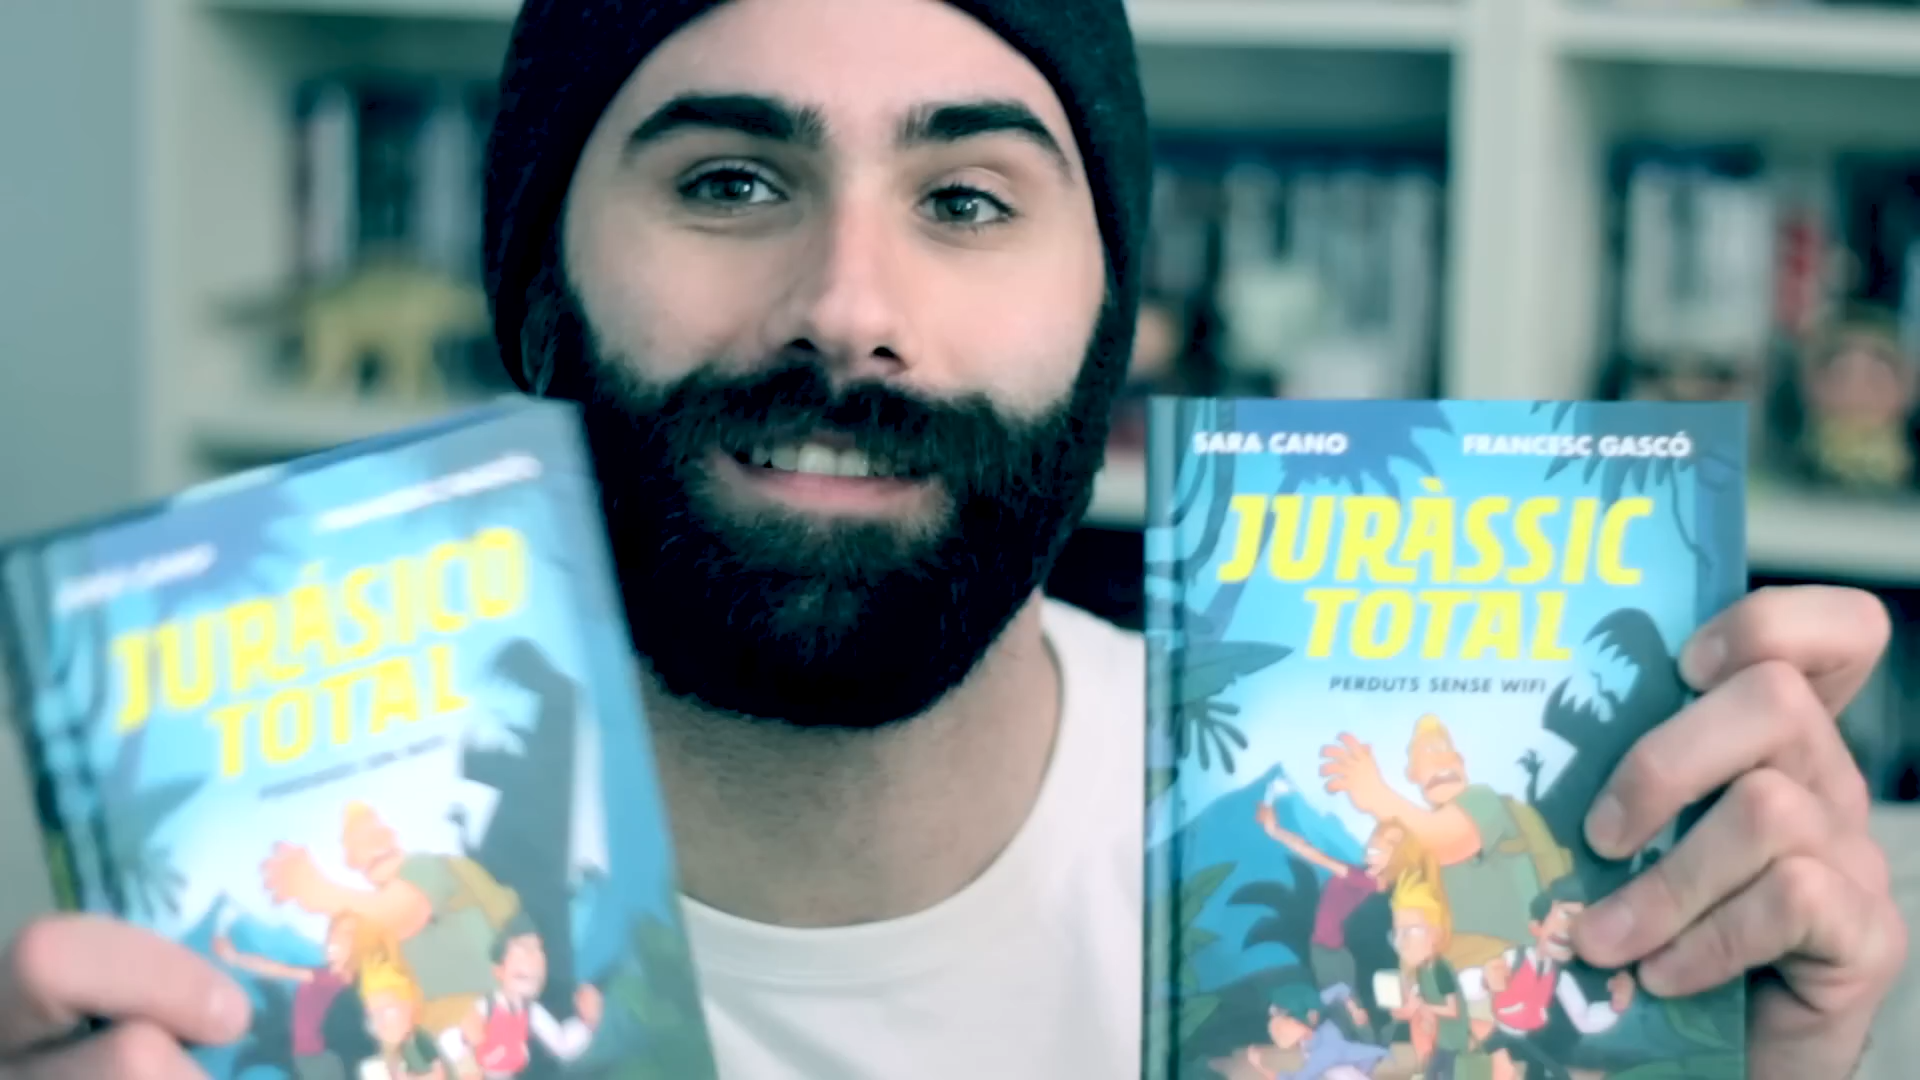 JURÁSICO
TOTAL
SARA CANO FRANCESC GASCÓ
JURÀSSIC
TOTAL
PERDUTS SENSE WIFI